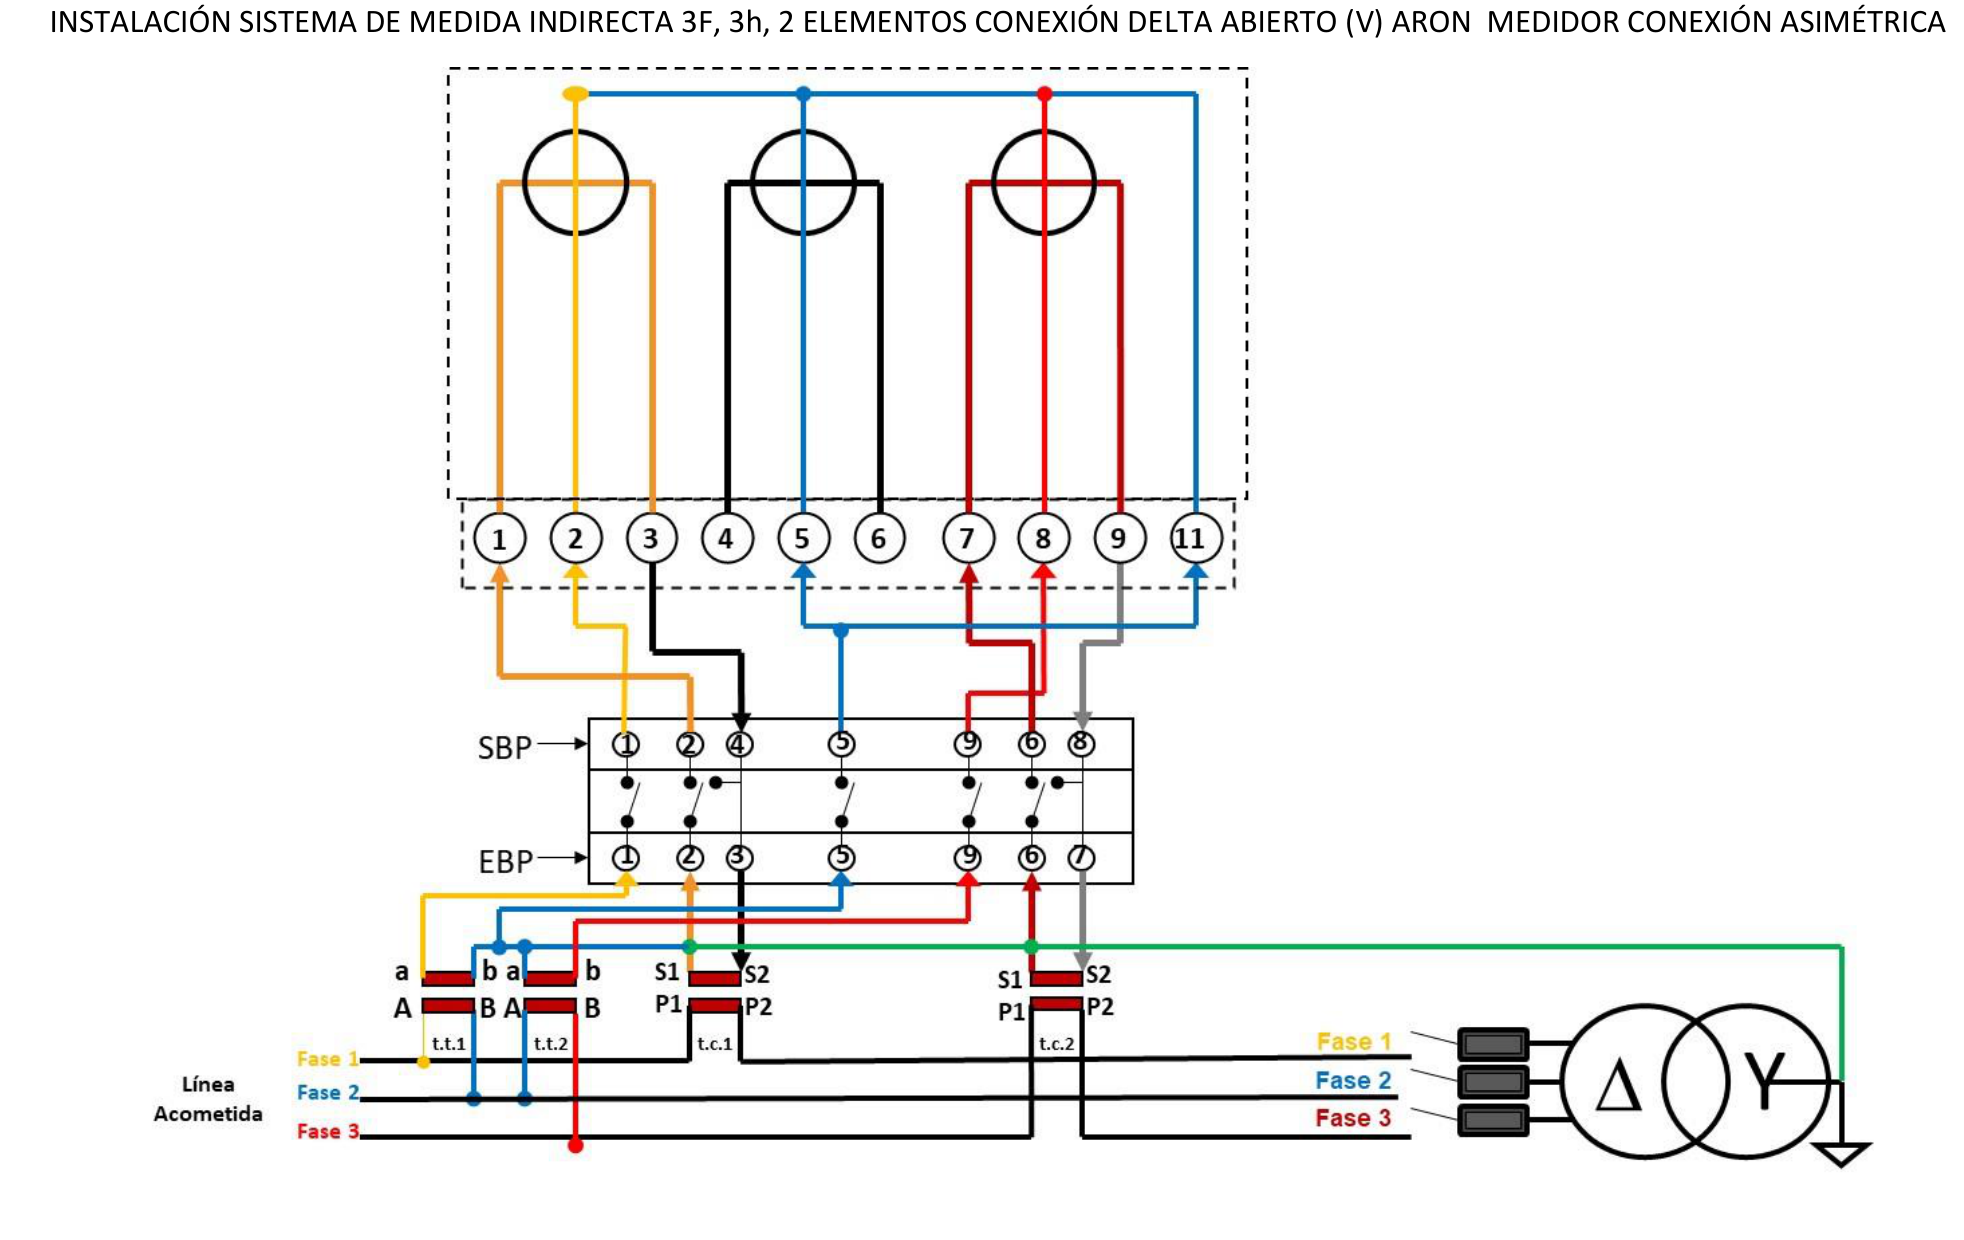 INSTALACIÓN SISTEMA DE MEDIDA INDIRECTA 3F, 3h, 2 ELEMENTOS CONEXIÓN DELTA ABIERTO (V) ARON MEDIDOR CONEXIÓN ASIMÉTRICA
1 2 3 4 5 6 7 8 9 11
SBP 1 2 4 5 9 6 8
EBP 1 2 3 5 9 6 7
a b a b S1 S2 S1 S2
A B A B P1 P2 P1 P2
t.t.1 t.t.2 t.c.1 t.c.2
Línea
Acometida
Fase 1
Fase 2
Fase 3
Fase 1
Fase 2
Fase 3
Δ Y